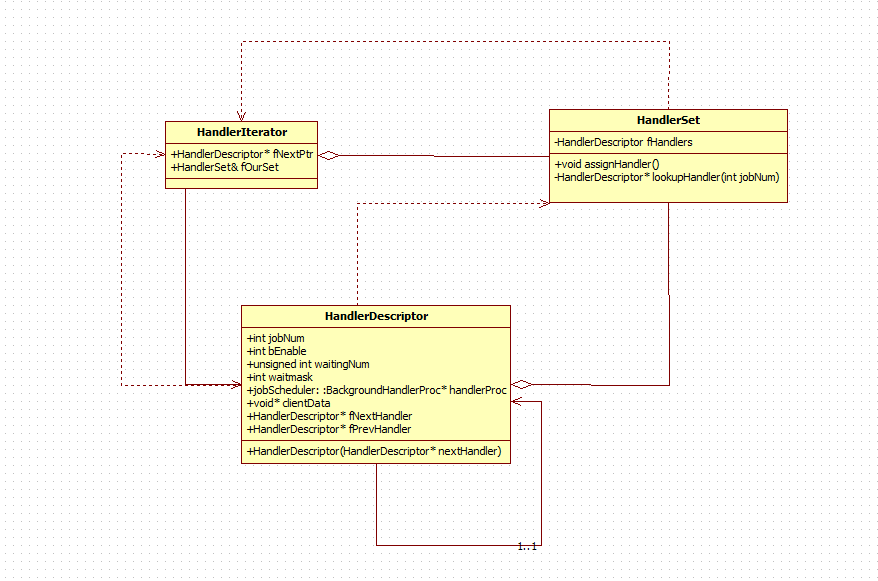 HandlerIterator
+HandlerDescriptor* fNextPtr
+HandlerSet& fOurSet
HandlerSet
-HandlerDescriptor fHandlers
+void assignHandler()
-HandlerDescriptor* lookupHandler(int jobNum)
HandlerDescriptor
+int jobNum
+int bEnable
+unsigned int waitingNum
+int waitmask
+jobScheduler: :BackgroundHandlerProc* handlerProc
+void* clientData
+HandlerDescriptor* fNextHandler
+HandlerDescriptor* fPrevHandler
+HandlerDescriptor(HandlerDescriptor* nextHandler)
1..1